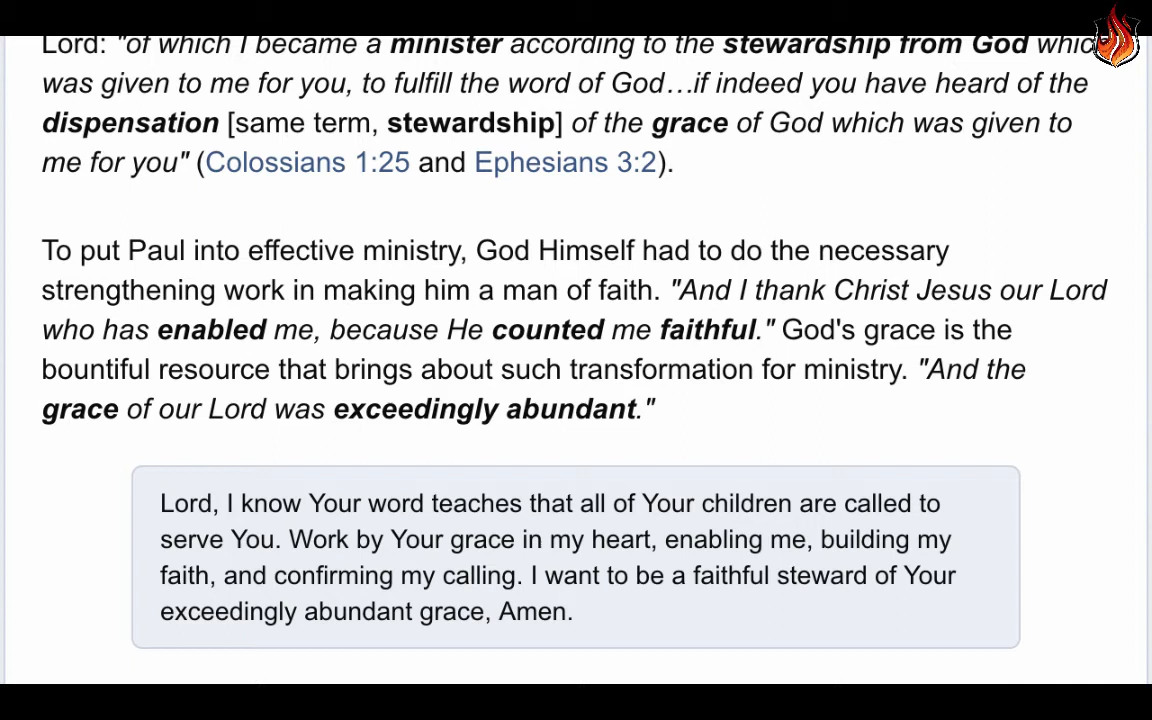 Lord: "of which I became a minister according to the stewardship from God which
was given to me for you, to fulfill the word of God…if indeed you have heard of the
dispensation [same term, stewardship] of the grace of God which was given to
me for you" (Colossians 1:25 and Ephesians 3:2).
To put Paul into effective ministry, God Himself had to do the necessary
strengthening work in making him a man of faith. "And I thank Christ Jesus our Lord
who has enabled me, because He counted me faithful." God's grace is the
bountiful resource that brings about such transformation for ministry. "And the
grace of our Lord was exceedingly abundant."
Lord, I know Your word teaches that all of Your children are called to
serve You. Work by Your grace in my heart, enabling me, building my
faith, and confirming my calling. I want to be a faithful steward of Your
exceedingly abundant grace, Amen.